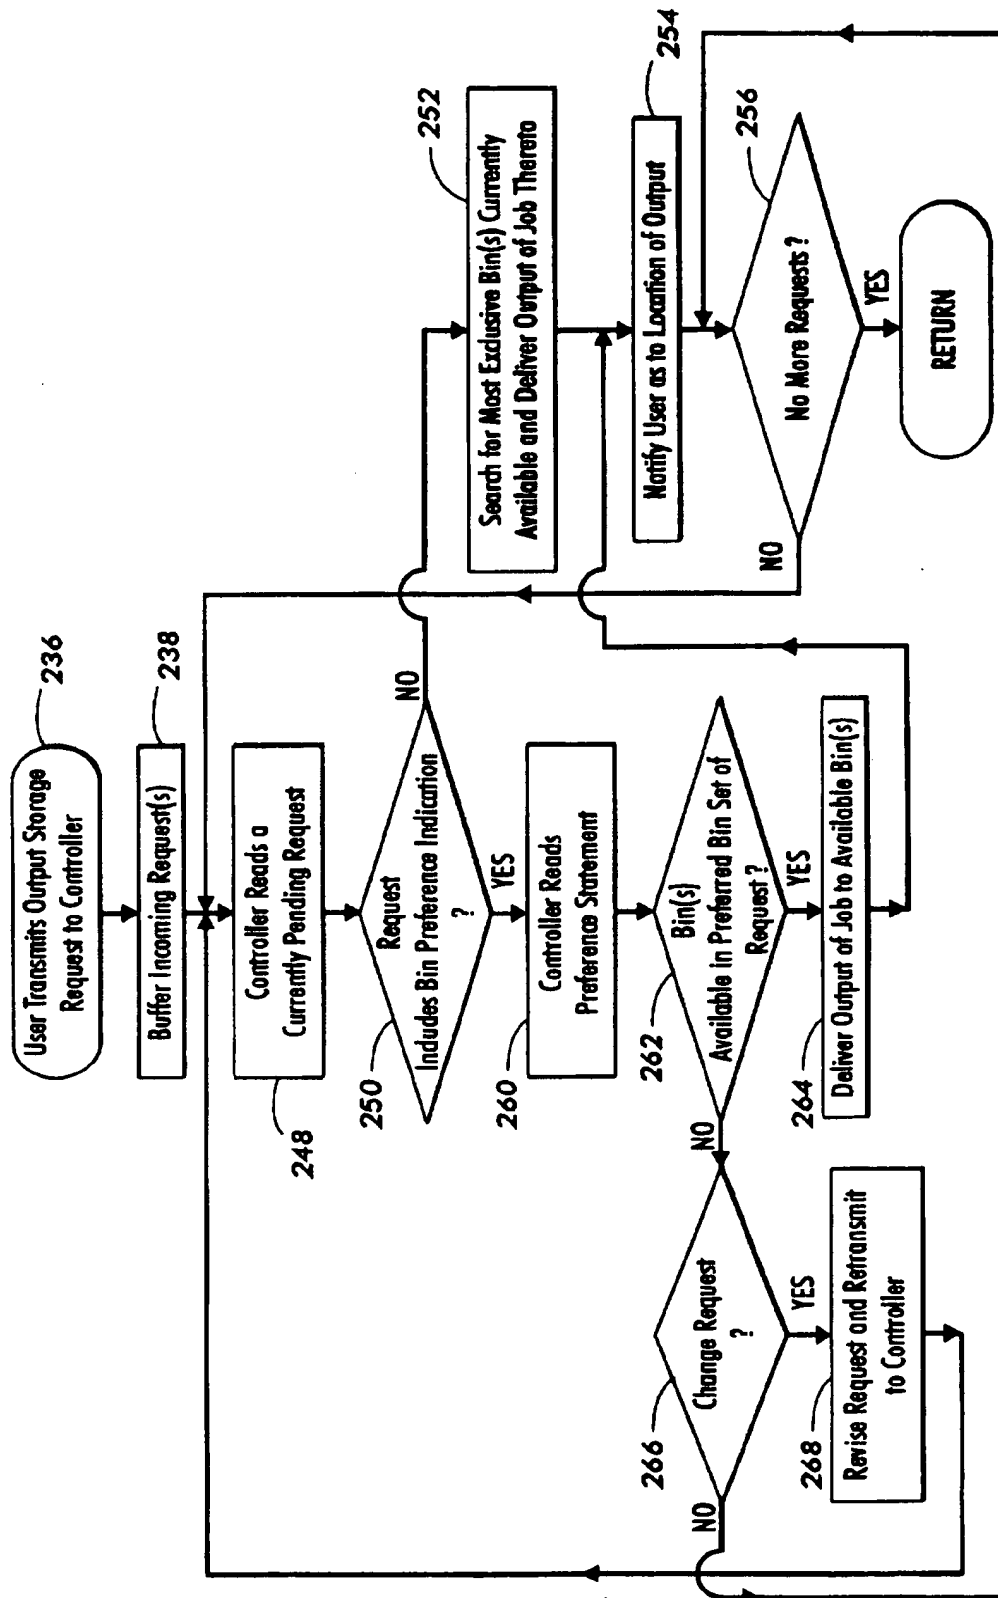 236
User Transmits Output Storage
Request to Controller
238
Buffer Incoming Request(s)
Controller Reads a
Currently Pending Request
248
250
Request
Includes Bin Preference Indication
?
NO
YES
252
Search for Most Exclusive Bin(s) Currently
Available and Deliver Output of Job Thereto
260
Controller Reads
Preference Statement
254
Notify User as to Location of Output
262
Bin(s)
Available in Preferred Bin Set of
Request?
NO
YES
264
Deliver Output of Job to Available Bin(s)
256
No More Requests?
NO
YES
RETURN
266
Change Request
?
NO
YES
268
Revise Request and Retransmit
to Controller